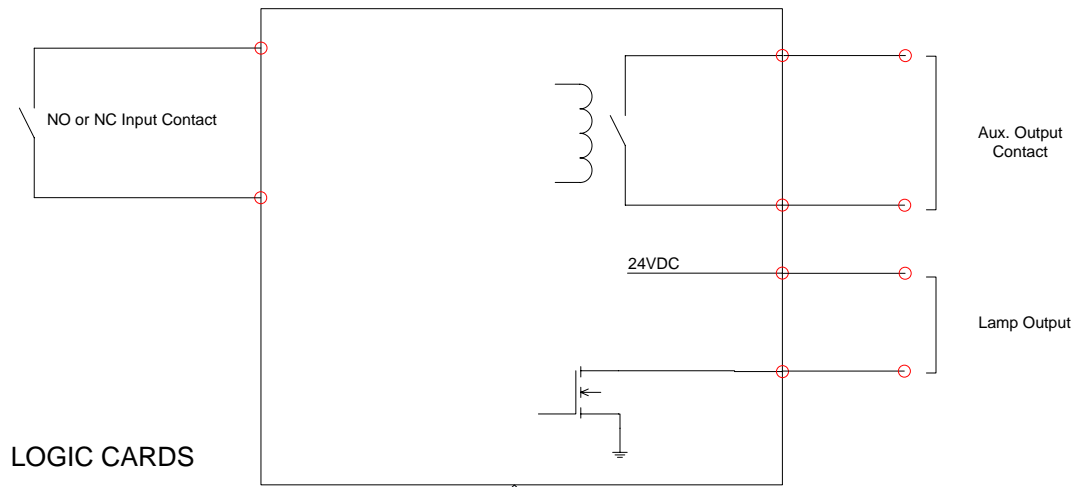 NO or NC Input Contact
Aux. Output
Contact
24VDC
Lamp Output
LOGIC CARDS